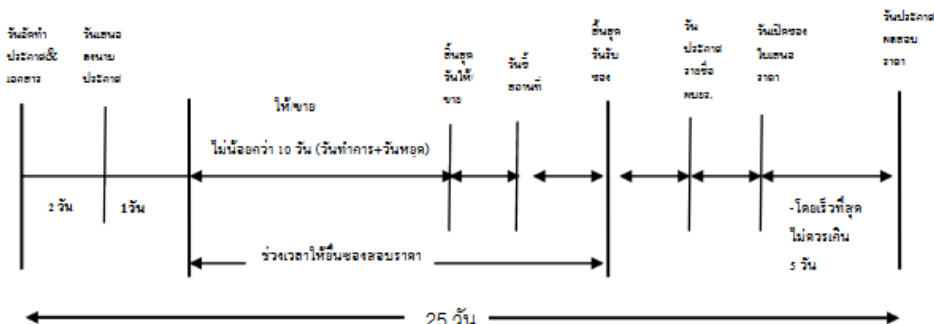 วันจัดทำ
ประกาศ&
เอกสาร
วันเสนอ
ลงนาม
ประกาศ
ให้/ขาย
ไม่น้อยกว่า 10 วัน (วันทำการ+วันหยุด)
สิ้นสุด
วันให้/
ขาย
วันชี้
สถานที่
สิ้นสุด
วันรับ
ซอง
วัน
ประกาศ
รายชื่อ
ผบยร.
วันเปิดซอง
ใบเสนอ
ราคา
วันประกาศ
ผลสอบ
ราคา
2 วัน
1วัน
ช่วงเวลาให้ยื่นซองสอบราคา
-โดยเร็วที่สุด
ไม่ควรเกิน
5 วัน
25 วัน